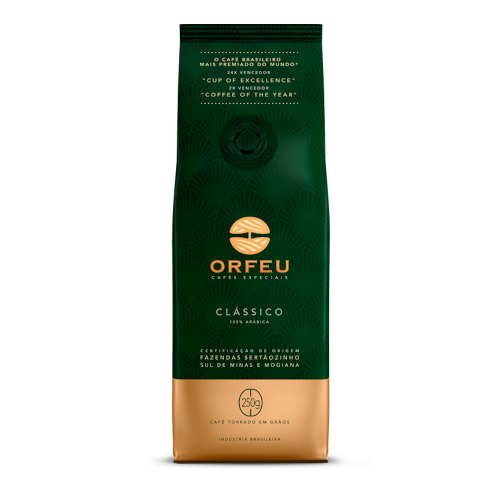 O CAFÉ BRASILEIRO
MAIS PREMIADO DO MUNDO*
24X VENCEDOR
"CUP OF EXCELLENCE"
2X VENCEDOR
"COFFEE OF THE YEAR"
ORFEU
CAFÉS ESPECIAIS
CLÁSSICO
100% ARÁBICA
CERTIFICAÇÃO DE ORIGEM
FAZENDAS SERTÃOZINHO
SUL DE MINAS E MOGIANA
250g
CAFÉ TORRADO EM GRÃOS
INDÚSTRIA BRASILEIRA